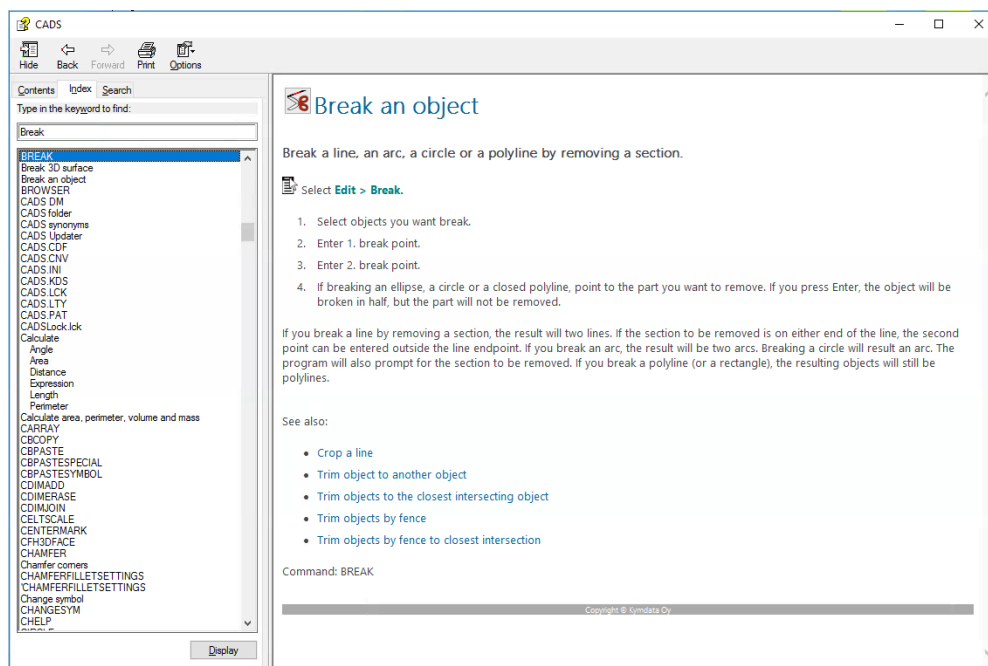 CADS
Hide Back Forward Print Options
Contents Index Search
Type in the keyword to find:
Break
BREAK
Break 3D surface
Break an object
BROWSER
CADS DM
CADS folder
CADS synonyms
CADS Updater
CADS.CDF
CADS.CNV
CADS.INI
CADS.KDS
CADS.LCK
CADS.LTY
CADS.PAT
CADSLock.lck
Calculate
Angle
Area
Distance
Expression
Length
Perimeter
Calculate area, perimeter, volume and mass
CARRAY
CBCOPY
CBPASTE
CBPASTESPECIAL
CBPASTESYMBOL
CDIMADD
CDIMERASE
CDIMJOIN
CELTSCALE
CENTERMARK
CFH3DFACE
CHAMFER
Chamfer corners
CHAMFERFILLETSETTINGS
'CHAMFERFILLETSETTINGS
Change symbol
CHANGESYM
CHELP
Display
Break an object
Break a line, an arc, a circle or a polyline by removing a section.
Select Edit > Break.
1. Select objects you want break.
2. Enter 1. break point.
3. Enter 2. break point.
4. If breaking an ellipse, a circle or a closed polyline, point to the part you want to remove. If you press Enter, the object will be
broken in half, but the part will not be removed.
If you break a line by removing a section, the result will two lines. If the section to be removed is on either end of the line, the second
point can be entered outside the line endpoint. If you break an arc, the result will be two arcs. Breaking a circle will result an arc. The
program will also prompt for the section to be removed. If you break a polyline (or a rectangle), the resulting objects will still be
polylines.
See also:
• Crop a line
• Trim object to another object
• Trim objects to the closest intersecting object
• Trim objects by fence
• Trim objects by fence to closest intersection
Command: BREAK
Copyright © Kymdata Oy